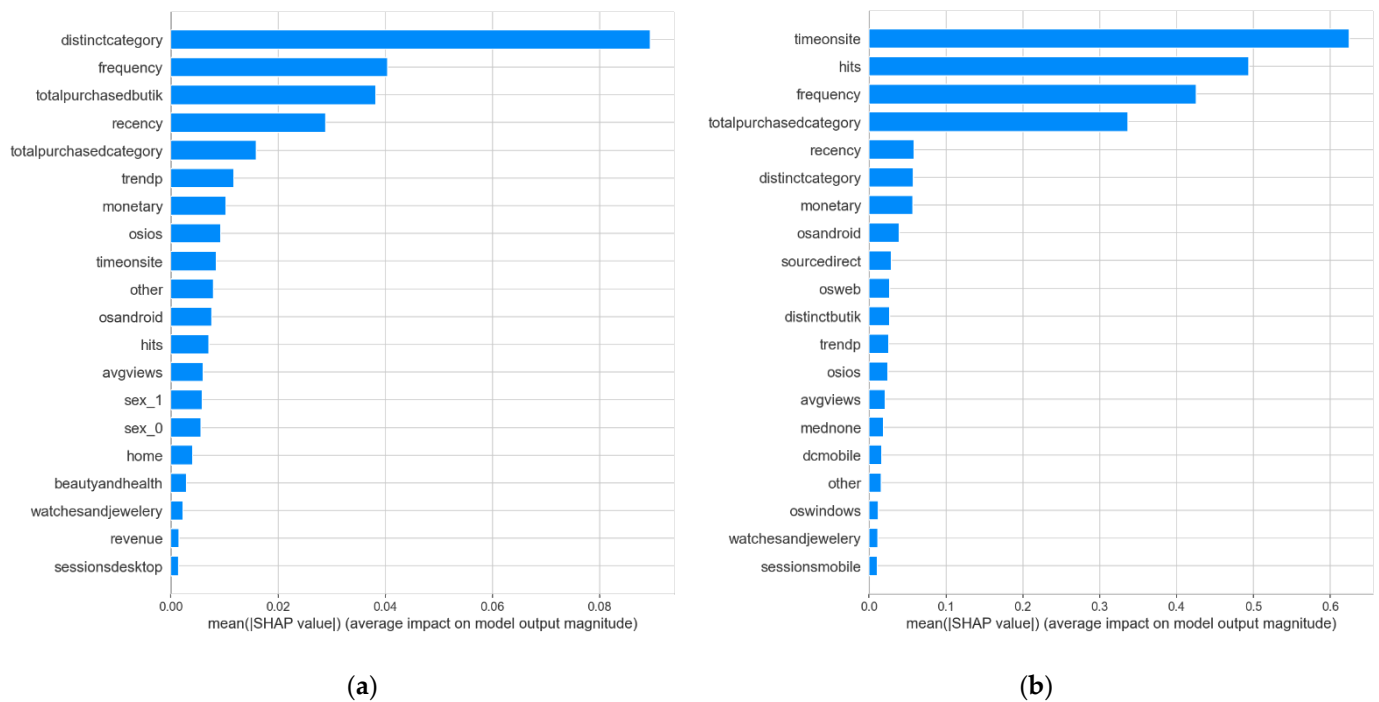 distinctcategory
frequency
totalpurchasedbutik
recency
totalpurchasedcategory
trendp
monetary
osios
timeonsite
other
osandroid
hits
avgviews
sex_1
sex_0
home
beautyandhealth
watchesandjewelery
revenue
sessionsdesktop
0.00 0.02 0.04 0.06 0.08
mean(|SHAP value|) (average impact on model output magnitude)
(a)
timeonsite
hits
frequency
totalpurchasedcategory
recency
distinctcategory
monetary
osandroid
sourcedirect
osweb
distinctbutik
trendp
osios
avgviews
mednone
dcmobile
other
oswindows
watchesandjewelery
sessionsmobile
0.0 0.1 0.2 0.3 0.4 0.5 0.6
mean(|SHAP value|) (average impact on model output magnitude)
(b)